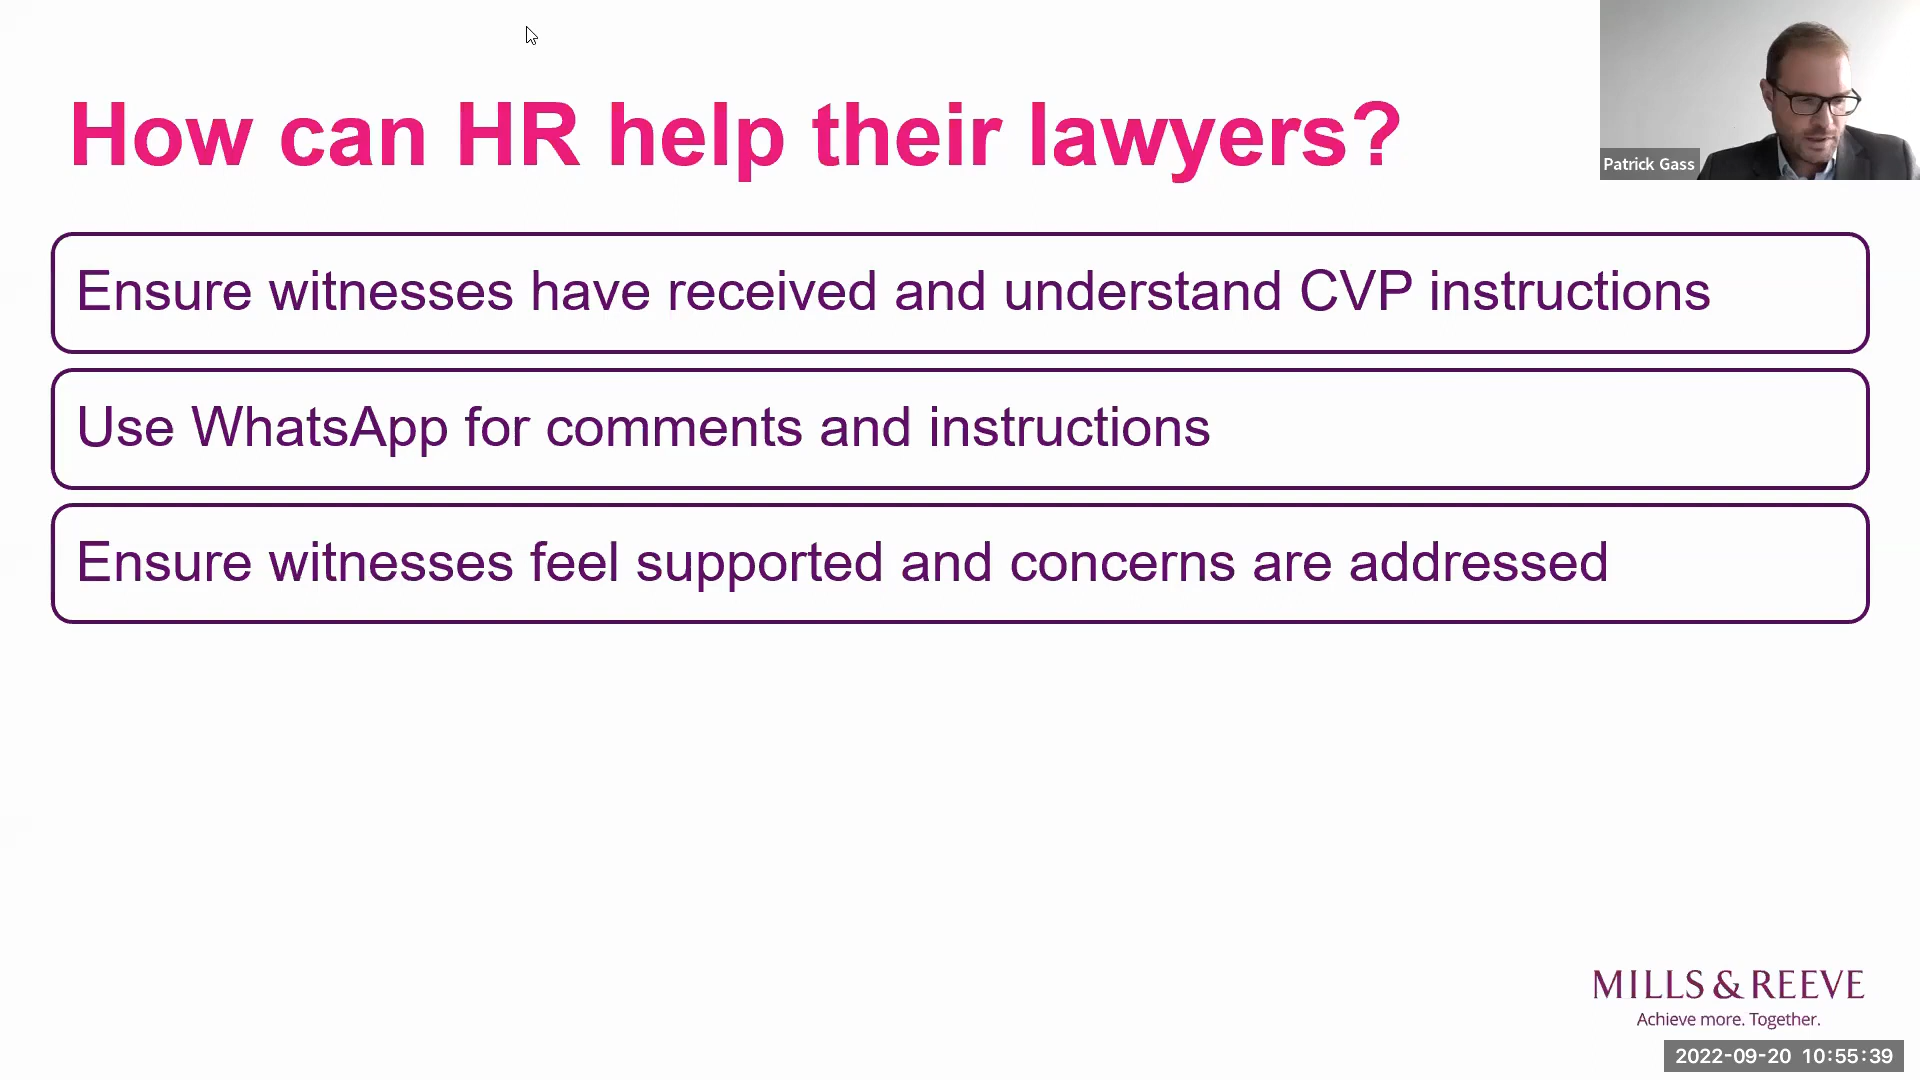 How can HR help their lawyers?
Patrick Gass
Ensure witnesses have received and understand CVP instructions
Use WhatsApp for comments and instructions
Ensure witnesses feel supported and concerns are addressed
MILLS & REEVE
Achieve more. Together.
2022-09-20 10:55:39